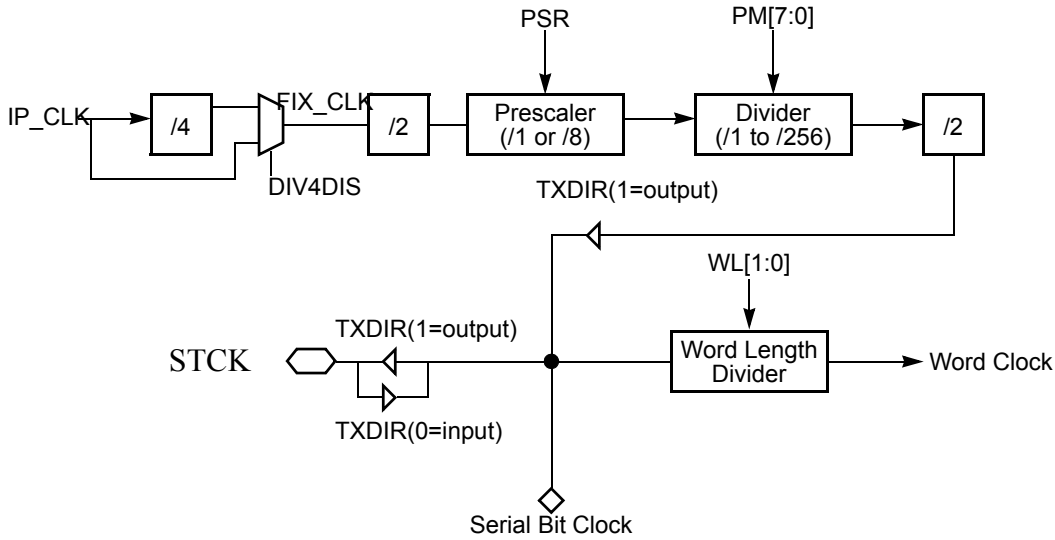 PSR
PM[7:0]
IP_CLK
/4
FIX_CLK
/2
Prescaler
(/1 or /8)
Divider
(/1 to /256)
/2
DIV4DIS
TXDIR(1=output)
WL[1:0]
TXDIR(1=output)
STCK
Word Length
Divider
Word Clock
TXDIR(0=input)
Serial Bit Clock